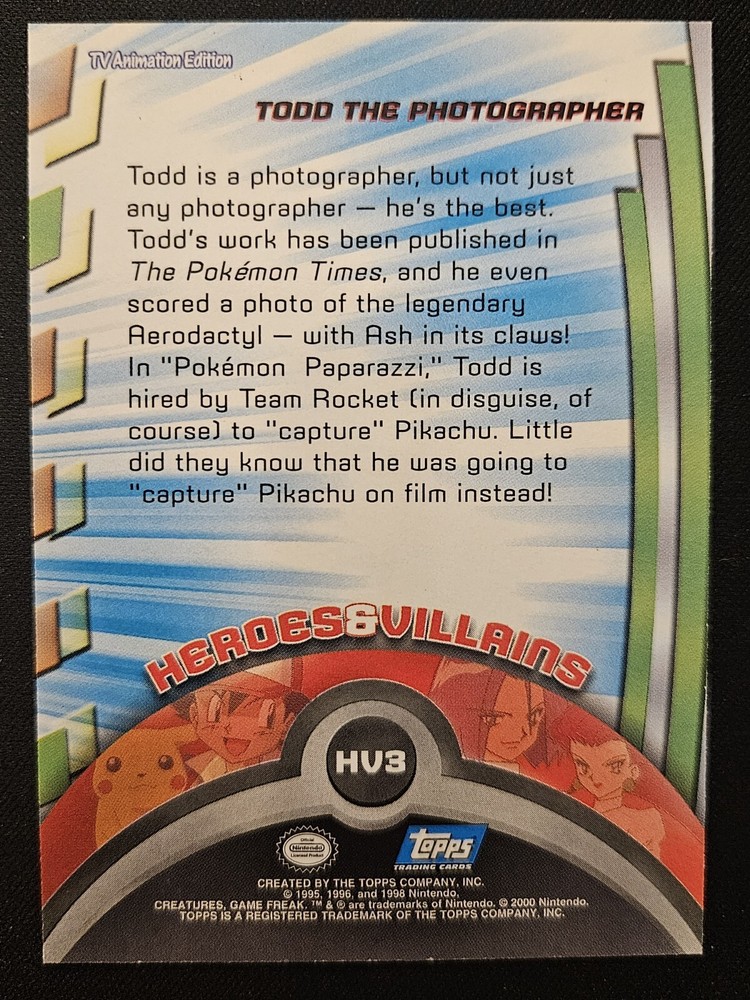 TV Animation Edition
TODD THE PHOTOGRAPHER
Todd is a photographer, but not just
any photographer — he's the best.
Todd's work has been published in
The Pokémon Times, and he even
scored a photo of the legendary
Aerodactyl — with Ash in its claws!
In "Pokémon Paparazzi," Todd is
hired by Team Rocket (in disguise, of
course) to "capture" Pikachu. Little
did they know that he was going to
"capture" Pikachu on film instead!
HEROES&VILLAINS
HV3
Official
Nintendo
Licensed Product
topps
TRADING CARDS
CREATED BY THE TOPPS COMPANY, INC.
© 1995, 1996, and 1998 Nintendo,
CREATURES, GAME FREAK. ™ & ® are trademarks of Nintendo. © 2000 Nintendo.
TOPPS IS A REGISTERED TRADEMARK OF THE TOPPS COMPANY, INC.